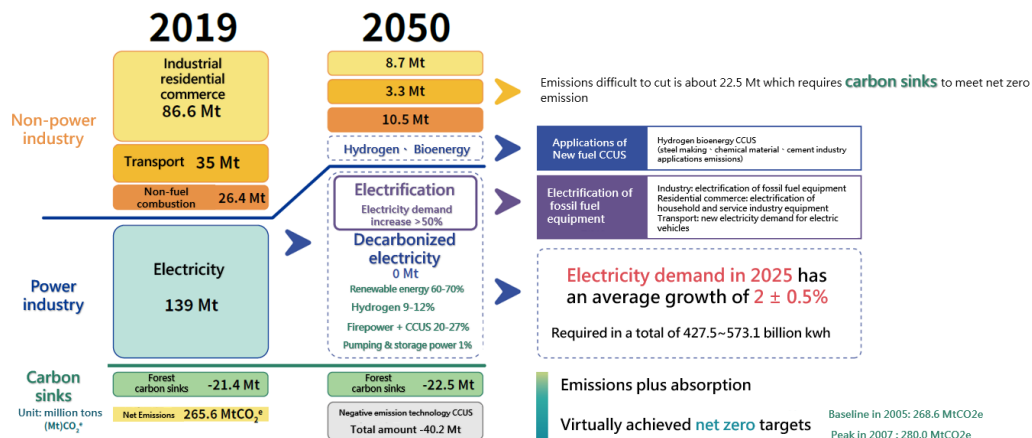 2019
2050
Non-power
industry
Industrial
residential
commerce
86.6 Mt
Transport 35 Mt
Non-fuel
combustion 26.4 Mt
8.7 Mt
3.3 Mt
10.5 Mt
Hydrogen、 Bioenergy
Emissions difficult to cut is about 22.5 Mt which requires carbon sinks to meet net zero
emission
Applications of
New fuel CCUS
Hydrogen bioenergy CCUS
(steel making、chemical material、cement industry
applications emissions)
Electrification of
fossil fuel
equipment
Industry: electrification of fossil fuel equipment
Residential commerce: electrification of
household and service industry equipment
Transport: new electricity demand for electric
vehicles
Power
industry
Electricity
139 Mt
Electrification
Electricity demand
increase >50%
Decarbonized
electricity
0 Mt
Renewable energy 60-70%
Hydrogen 9-12%
Firepower + CCUS 20-27%
Pumping & storage power 1%
Electricity demand in 2025 has
an average growth of 2 ± 0.5%
Required in a total of 427.5~573.1 billion kwh
Carbon
sinks
Unit: million tons
(Mt)CO₂ᵉ
Forest
carbon sinks -21.4 Mt
Net Emissions 265.6 MtCO₂ᵉ
Forest
carbon sinks -22.5 Mt
Negative emission technology CCUS
Total amount -40.2 Mt
Emissions plus absorption
Virtually achieved net zero targets
Baseline in 2005: 268.6 MtCO2e
Peak in 2007 : 280.0 MtCO2e